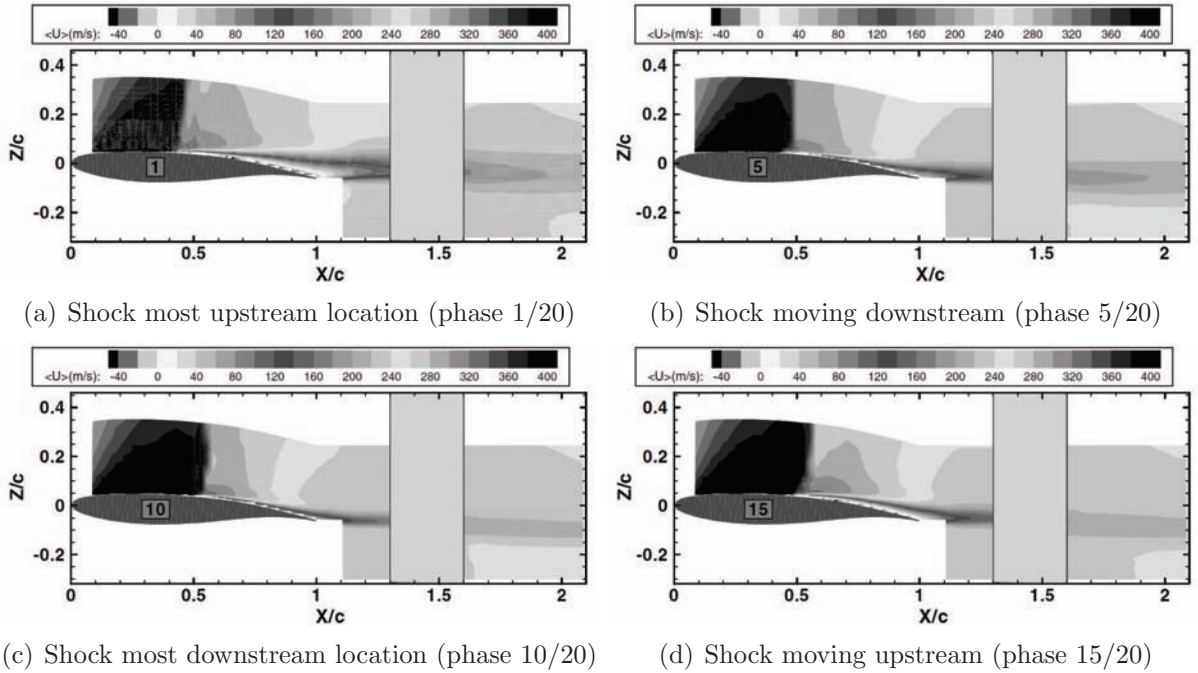 <U>(m/s): -40 0 40 80 120 160 200 240 280 320 360 400
0.4
0.2
0
-0.2
Z/c
1
0 0.5 1 1.5 2
X/c
(a) Shock most upstream location (phase 1/20)
<U>(m/s): -40 0 40 80 120 160 200 240 280 320 360 400
0.4
0.2
0
-0.2
Z/c
5
0 0.5 1 1.5 2
X/c
(b) Shock moving downstream (phase 5/20)
<U>(m/s): -40 0 40 80 120 160 200 240 280 320 360 400
0.4
0.2
0
-0.2
Z/c
10
0 0.5 1 1.5 2
X/c
(c) Shock most downstream location (phase 10/20)
<U>(m/s): -40 0 40 80 120 160 200 240 280 320 360 400
0.4
0.2
0
-0.2
Z/c
15
0 0.5 1 1.5 2
X/c
(d) Shock moving upstream (phase 15/20)